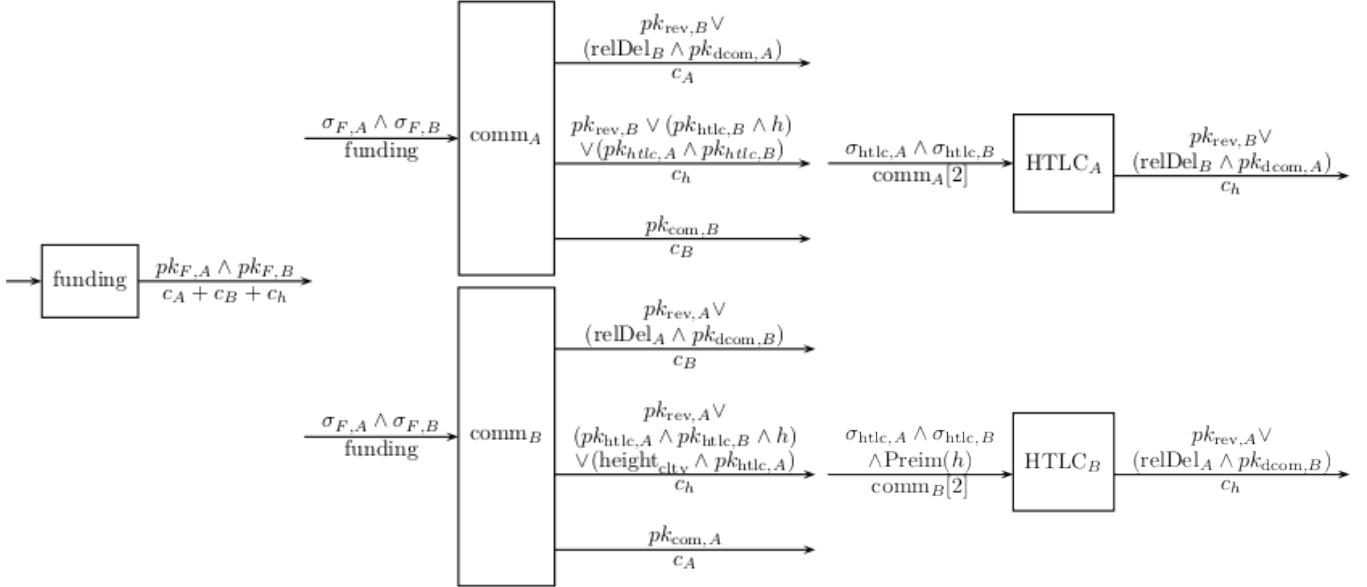 pk_{rev,B} ∨
(relDel_B ∧ pk_{dcom,A})
c_A
σ_{F,A} ∧ σ_{F,B}
funding
comm_A
pk_{rev,B} ∨ (pk_{htlc,B} ∧ h)
∨(pk_{htlc,A} ∧ pk_{htlc,B})
c_h
σ_{htlc,A} ∧ σ_{htlc,B}
comm_A[2]
HTLC_A
pk_{rev,B} ∨
(relDel_B ∧ pk_{dcom,A})
c_h
pk_{com,B}
c_B
funding
pk_{F,A} ∧ pk_{F,B}
c_A + c_B + c_h
pk_{rev,A} ∨
(relDel_A ∧ pk_{dcom,B})
c_B
σ_{F,A} ∧ σ_{F,B}
funding
comm_B
pk_{rev,A} ∨
(pk_{htlc,A} ∧ pk_{htlc,B} ∧ h)
∨(height_{cltv} ∧ pk_{htlc,A})
c_h
σ_{htlc,A} ∧ σ_{htlc,B}
∧Preim(h)
comm_B[2]
HTLC_B
pk_{rev,A} ∨
(relDel_A ∧ pk_{dcom,B})
c_h
pk_{com,A}
c_A